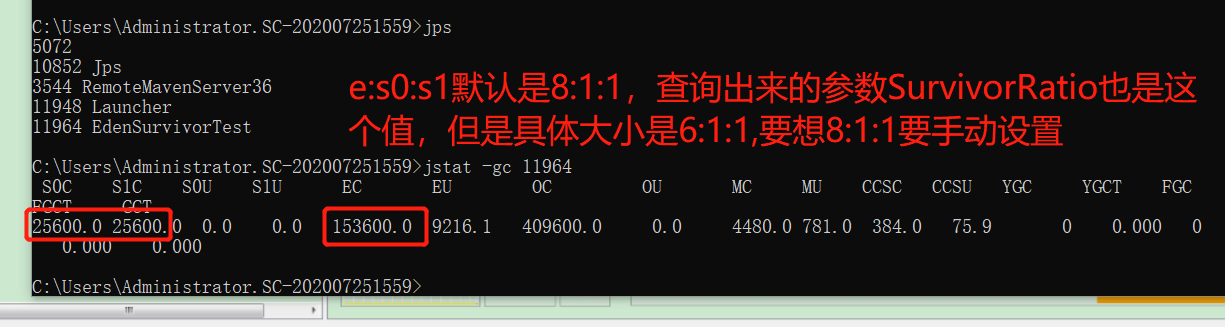 C:\Users\Administrator.SC-202007251559>jps
5072
10852 Jps
3544 RemoteMavenServer36
11948 Launcher
11964 EdenSurvivorTest
e:s0:s1默认是8:1:1，查询出来的参数SurvivorRatio也是这
个值，但是具体大小是6:1:1,要想8:1:1要手动设置
C:\Users\Administrator.SC-202007251559>jstat -gc 11964
S0C S1C S0U S1U EC EU OC OU MC MU CCSC CCSU YGC YGCT FGC
FGCT GCT
25600.0 25600.0 0.0 0.0 153600.0 9216.1 409600.0 0.0 4480.0 781.0 384.0 75.9 0 0.000 0
0.000 0.000
C:\Users\Administrator.SC-202007251559>